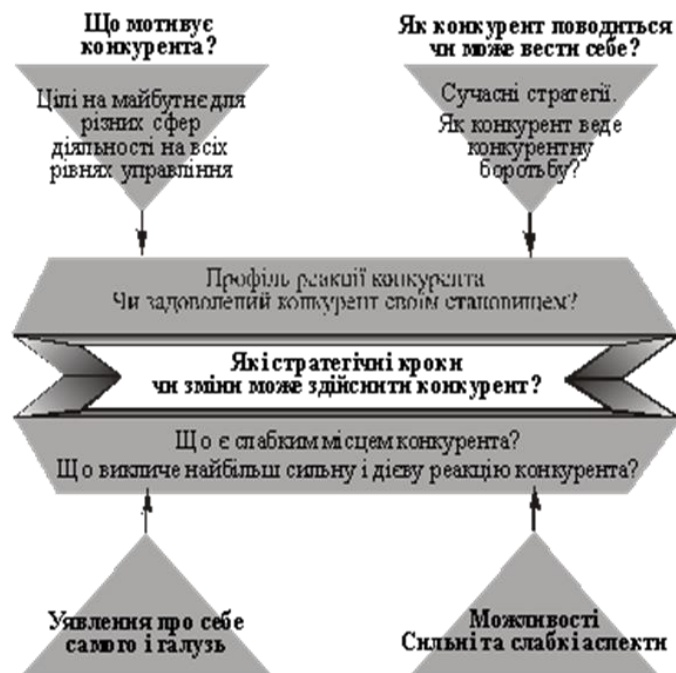 Що мотивує
конкурента?
Цілі на майбутнє для
різних сфер
діяльності на всіх
рівнях управління
Як конкурент поводиться
чи може вести себе?
Сучасні стратегії.
Як конкурент веде
конкурентну
боротьбу?
Профіль реакції конкурента
Чи задоволений конкурент своїм становищем?
Які стратегічні кроки
чи зміни може здійснити конкурент?
Що є слабким місцем конкурента?
Що викличе найбільш сильну і дієву реакцію конкурента?
Уявлення про себе
самого і галузь
Можливості
Сильні та слабкі аспекти